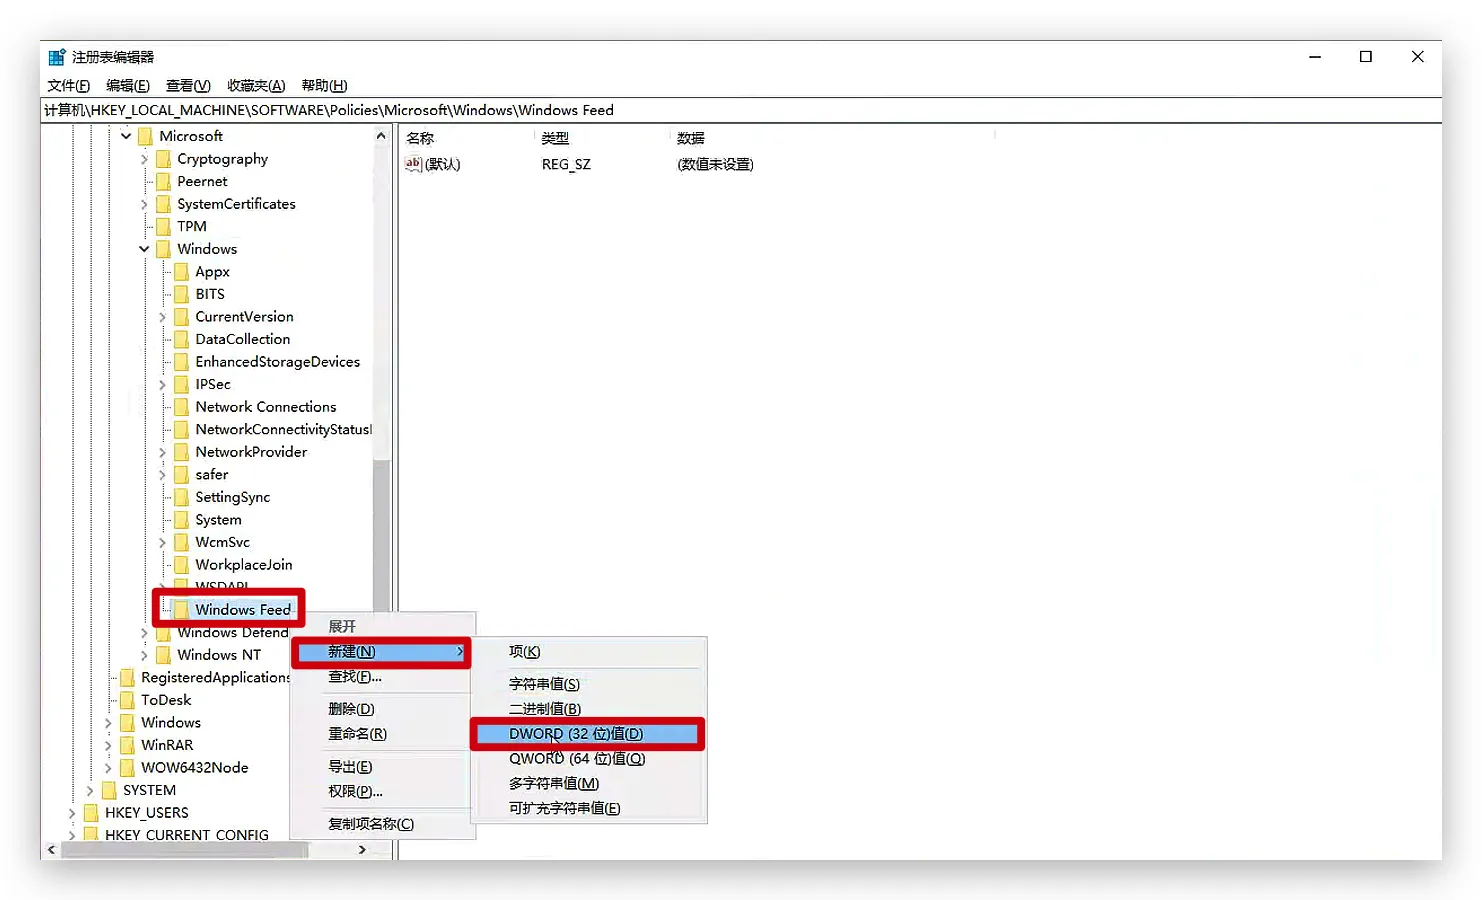 注册表编辑器
文件(F) 编辑(E) 查看(V) 收藏夹(A) 帮助(H)
计算机\HKEY_LOCAL_MACHINE\SOFTWARE\Policies\Microsoft\Windows\Windows Feed
Microsoft
Cryptography
Peernet
SystemCertificates
TPM
Windows
Appx
BITS
CurrentVersion
DataCollection
EnhancedStorageDevices
IPSec
Network Connections
NetworkConnectivityStatusI
NetworkProvider
safer
SettingSync
System
WcmSvc
WorkplaceJoin
WSDAPI
Windows Feed
Windows Defend
Windows NT
RegisteredApplications
ToDesk
Windows
WinRAR
WOW6432Node
SYSTEM
HKEY_USERS
HKEY_CURRENT_CONFIG
名称 类型 数据
ab (默认) REG_SZ (数值未设置)
展开
新建(N)
查找(F)...
删除(D)
重命名(R)
导出(E)
权限(P)...
复制项名称(C)
项(K)
字符串值(S)
二进制值(B)
DWORD (32 位)值(D)
QWORD (64 位)值(Q)
多字符串值(M)
可扩充字符串值(E)